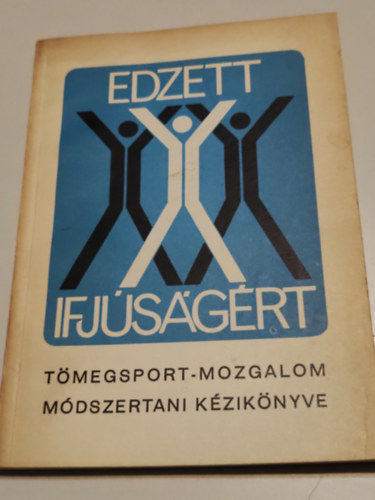 EDZETT
IFJÚSÁGÉRT
TÖMEGSPORT-MOZGALOM
MÓDSZERTANI KÉZIKÖNYVE